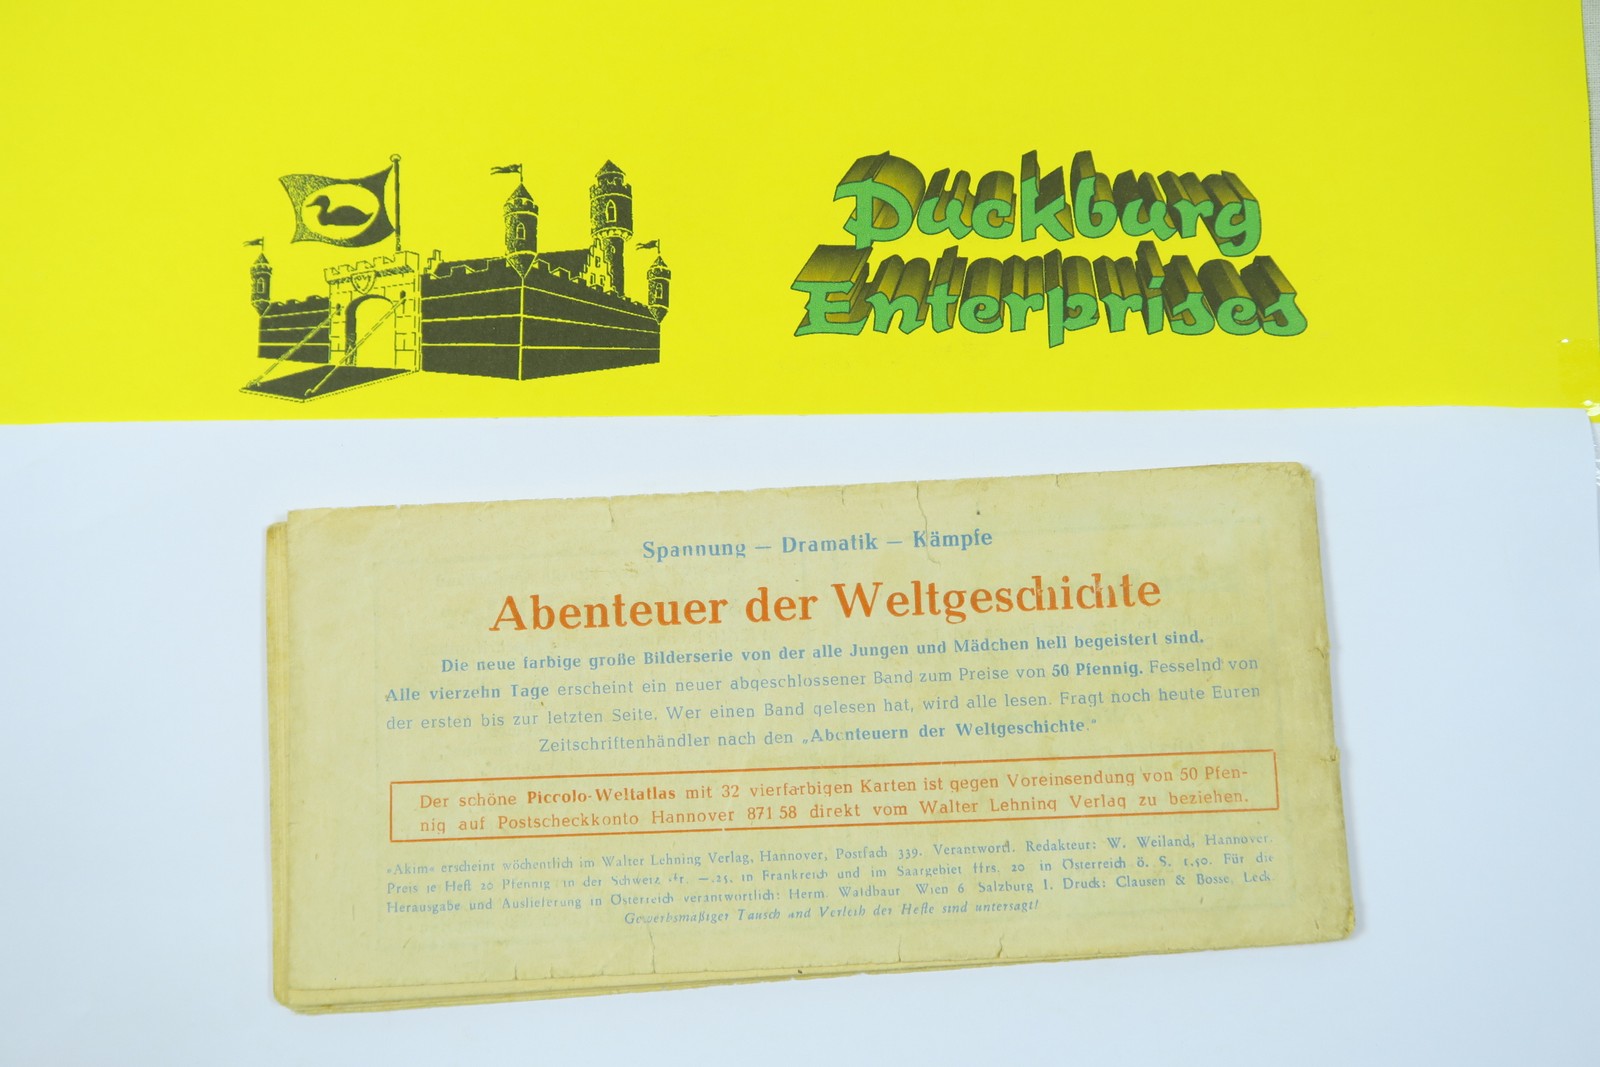 Duckburg
Enterprises
Spannung — Dramatik — Kämpfe
Abenteuer der Weltgeschichte
Die neue farbige große Bilderserie von der alle Jungen und Mädchen hell begeistert sind.
Alle vierzehn Tage erscheint ein neuer abgeschlossener Band zum Preise von 50 Pfennig. Fesselnd von
der ersten bis zur letzten Seite. Wer einen Band gelesen hat, wird alle lesen. Fragt noch heute Euren
Zeitschriftenhändler nach den „Abenteuern der Weltgeschichte."
Der schöne Piccolo-Weltatlas mit 32 vierfarbigen Karten ist gegen Voreinsendung von 50 Pfen-
nig auf Postscheckkonto Hannover 871 58 direkt vom Walter Lehning Verlag zu beziehen.
»Akim« erscheint wöchentlich im Walter Lehning Verlag, Hannover, Postfach 339. Verantwortl. Redakteur: W. Weiland, Hannover.
Preis je Heft 20 Pfennig in der Schweiz sfr. —.25, in Frankreich und im Saargebiet ffrs. 20 in Österreich ö. S. 1.50. Für die
Herausgabe und Auslieferung in Österreich verantwortlich: Herm. Waldbaur Wien 6 Salzburg 1. Druck: Clausen & Bosse, Leck
Gewerbsmäßiger Tausch und Verleih der Hefte sind untersagt!